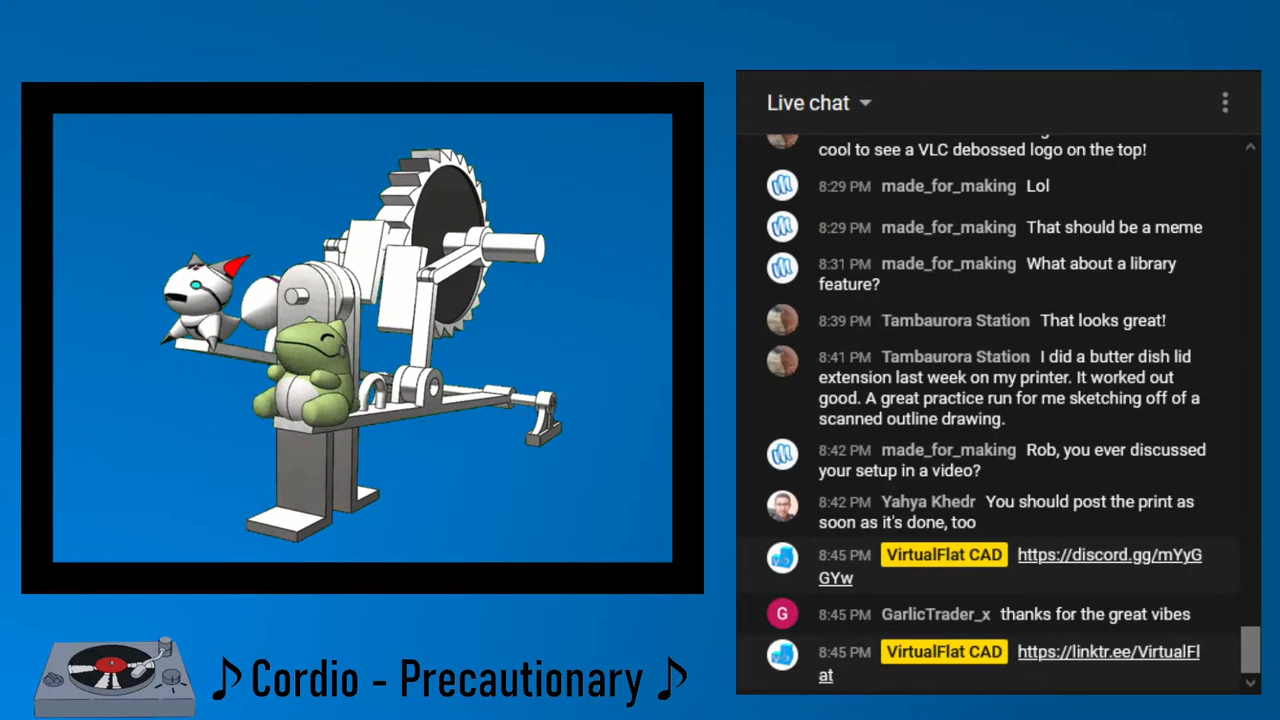 Live chat
cool to see a VLC debossed logo on the top!
8:29 PM made_for_making Lol
8:29 PM made_for_making That should be a meme
8:31 PM made_for_making What about a library
feature?
8:39 PM Tambaurora Station That looks great!
8:41 PM Tambaurora Station I did a butter dish lid
extension last week on my printer. It worked out
good. A great practice run for me sketching off of a
scanned outline drawing.
8:42 PM made_for_making Rob, you ever discussed
your setup in a video?
8:42 PM Yahya Khedr You should post the print as
soon as it's done, too
8:45 PM VirtualFlat CAD https://discord.gg/mYyG
GYw
G 8:45 PM GarlicTrader_x thanks for the great vibes
8:45 PM VirtualFlat CAD https://linktr.ee/VirtualFl
at
♪ Cordio - Precautionary ♪